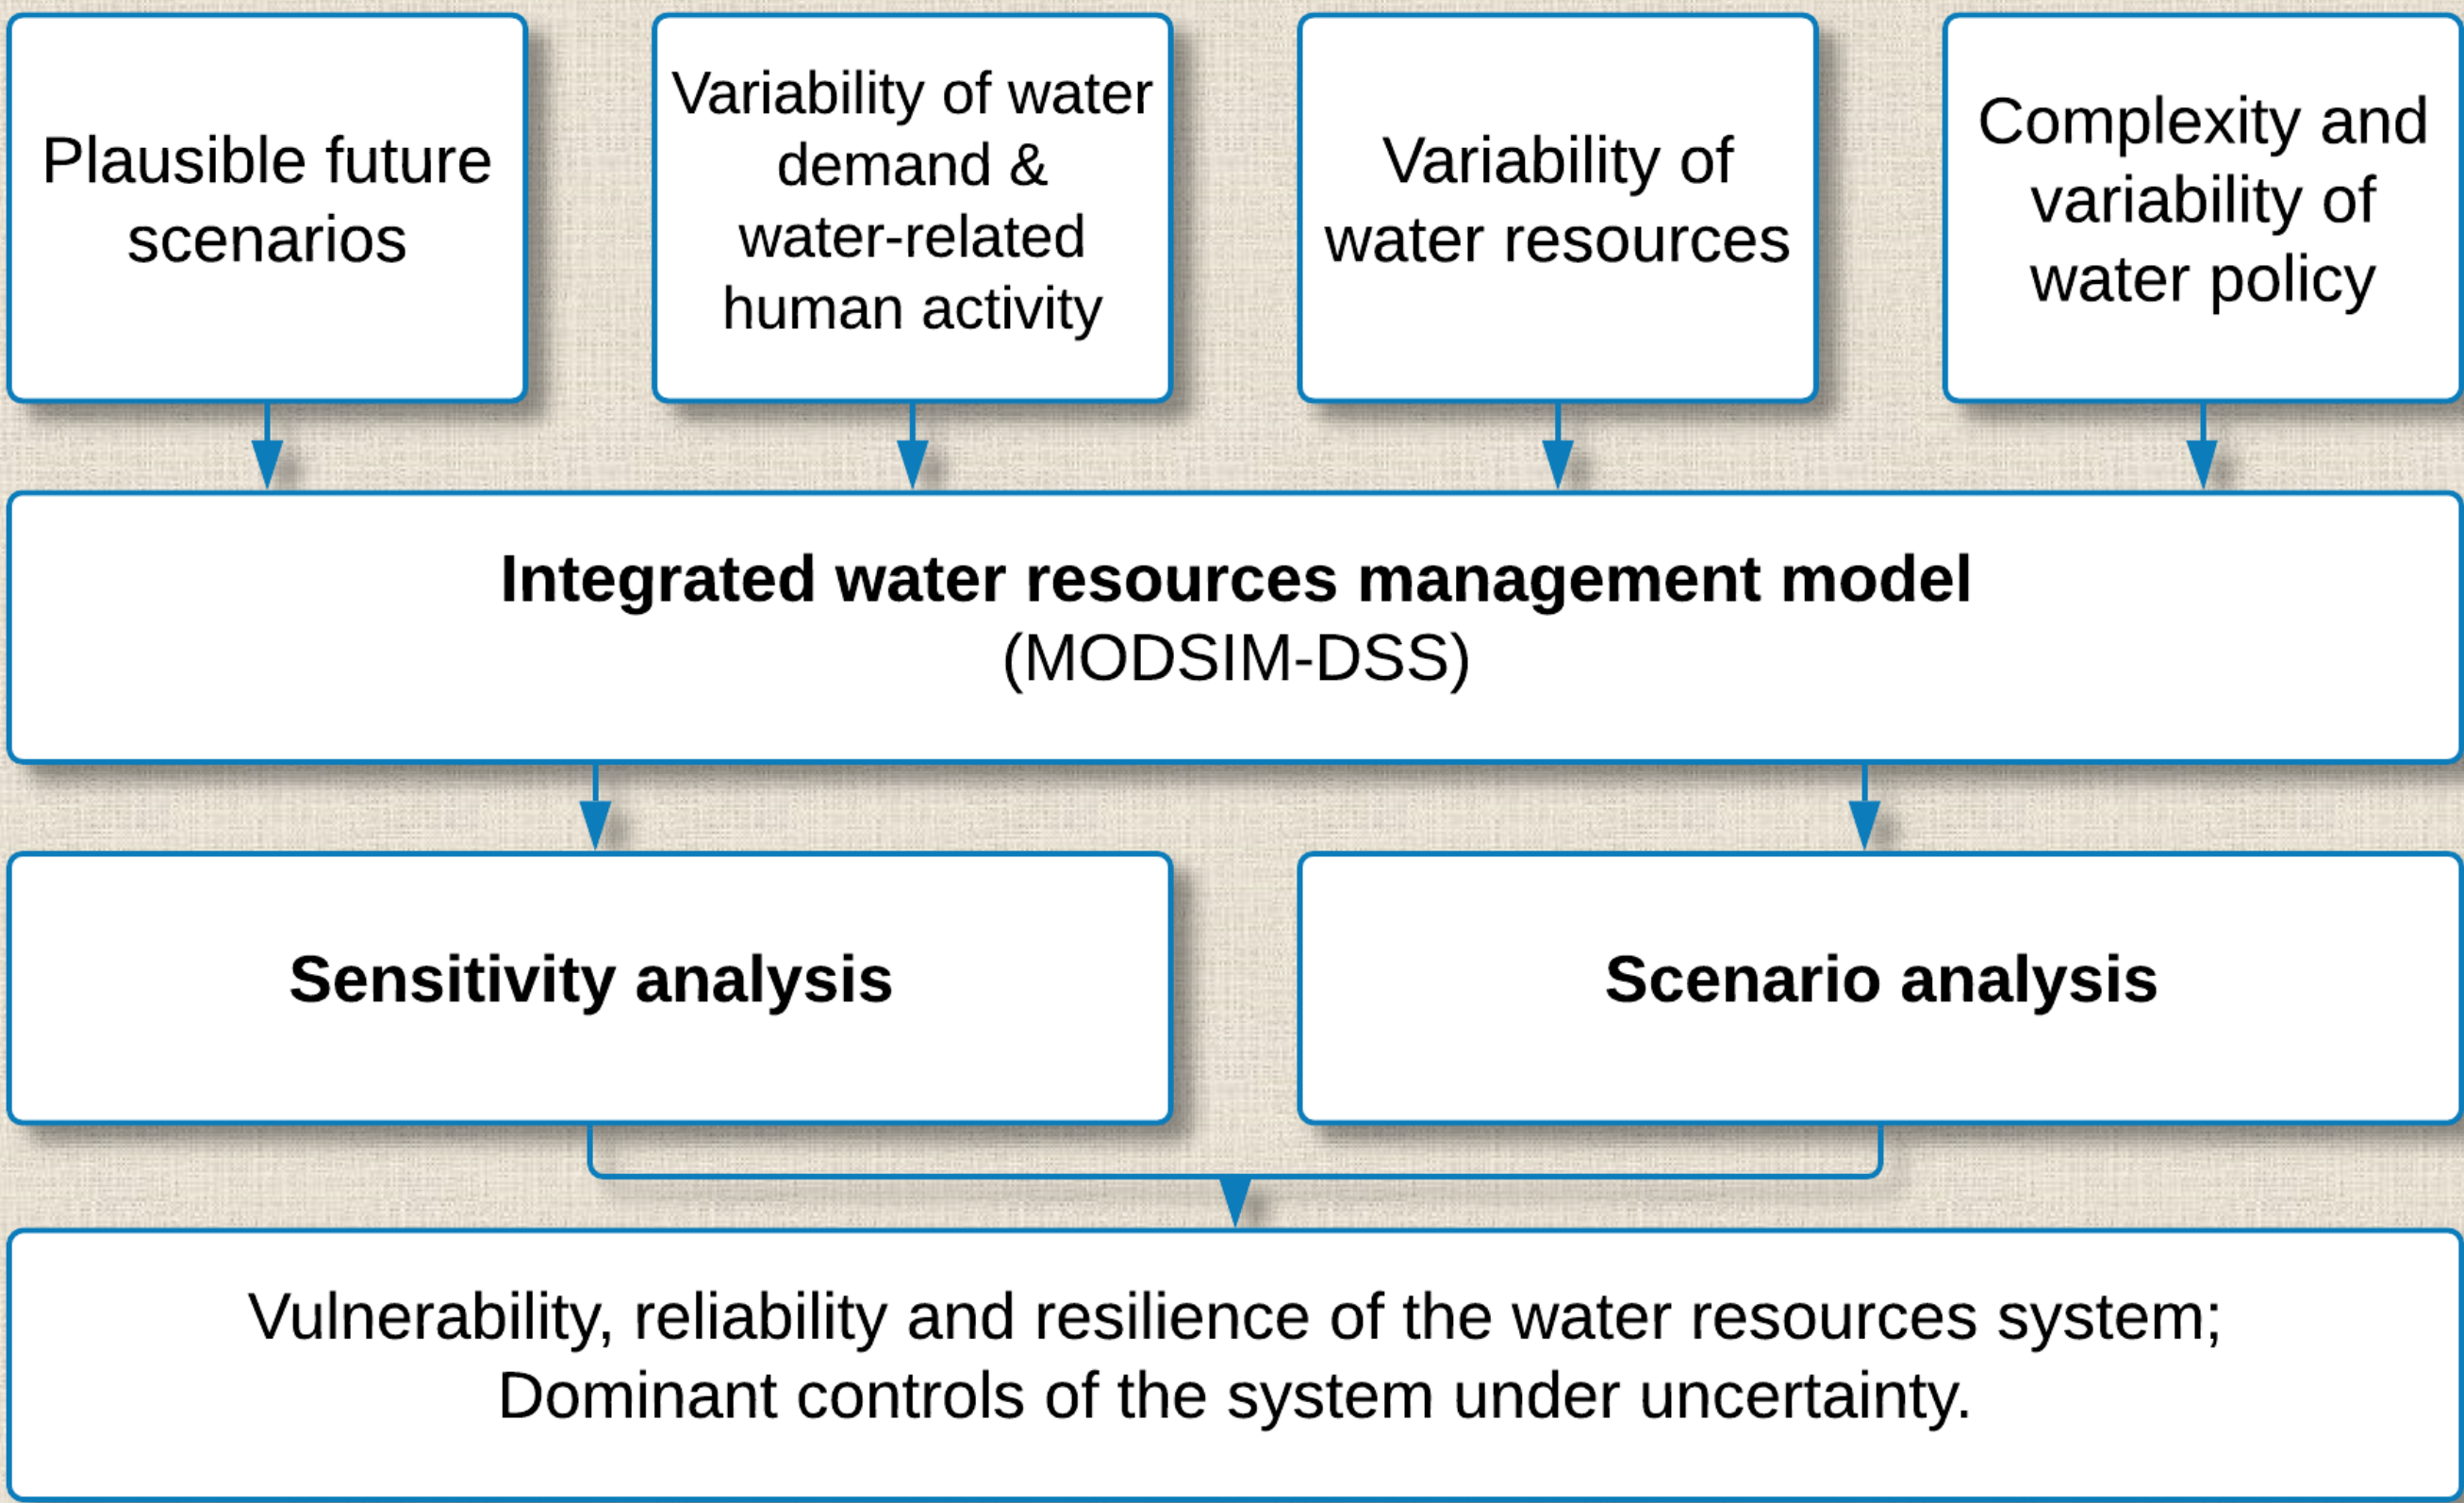 Plausible future
scenarios
Variability of water
demand &
water-related
human activity
Variability of
water resources
Complexity and
variability of
water policy
Integrated water resources management model
(MODSIM-DSS)
Sensitivity analysis
Scenario analysis
Vulnerability, reliability and resilience of the water resources system;
Dominant controls of the system under uncertainty.